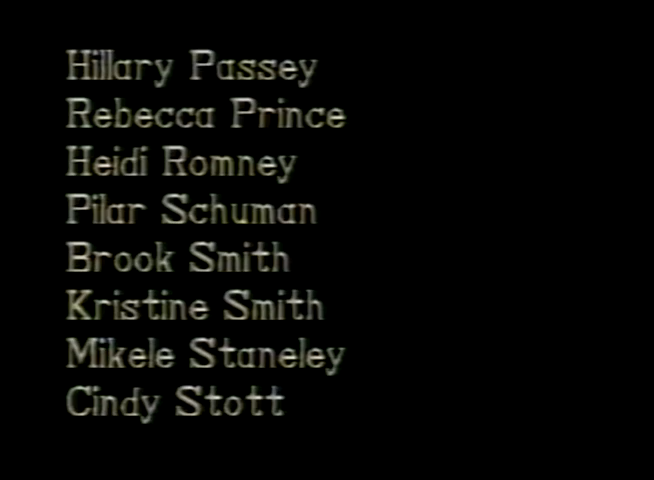 Hillary Passey
Rebecca Prince
Heidi Romney
Pilar Schuman
Brook Smith
Kristine Smith
Mikele Staneley
Cindy Stott